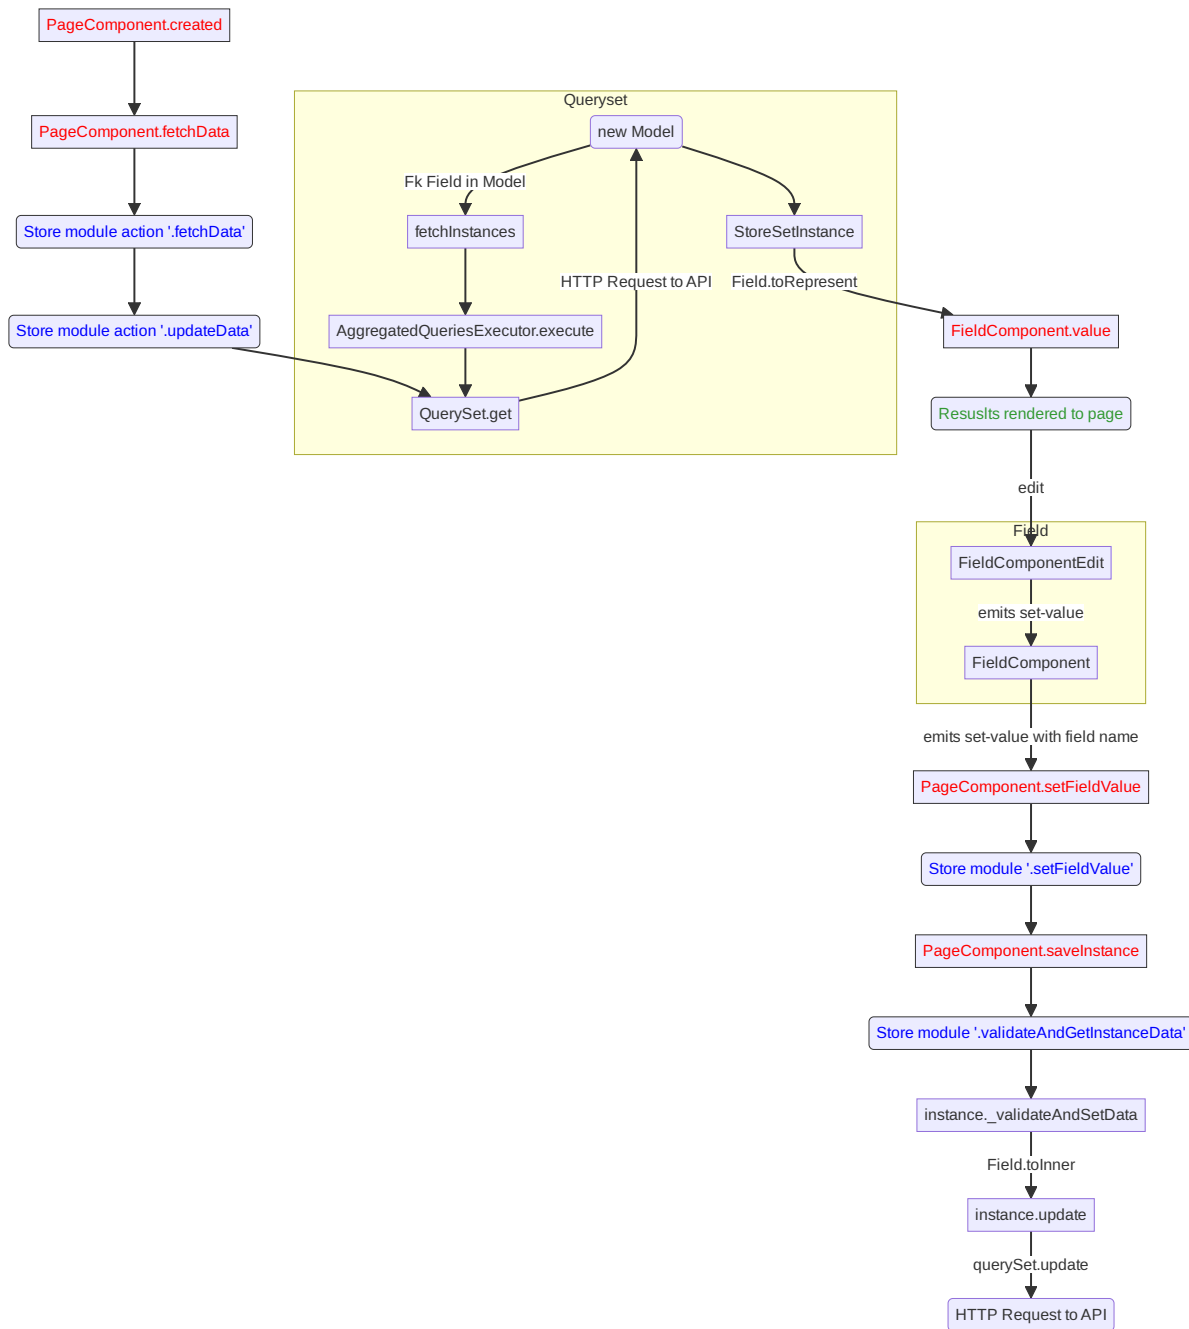 PageComponent.created
PageComponent.fetchData
Store module action '.fetchData'
Store module action '.updateData'
Queryset
new Model
Fk Field in Model
fetchInstances
StoreSetInstance
HTTP Request to API
Field.toRepresent
AggregatedQueriesExecutor.execute
QuerySet.get
FieldComponent.value
Resuslts rendered to page
edit
Field
FieldComponentEdit
emits set-value
FieldComponent
emits set-value with field name
PageComponent.setFieldValue
Store module '.setFieldValue'
PageComponent.saveInstance
Store module '.validateAndGetInstanceData'
instance._validateAndSetData
Field.toInner
instance.update
querySet.update
HTTP Request to API